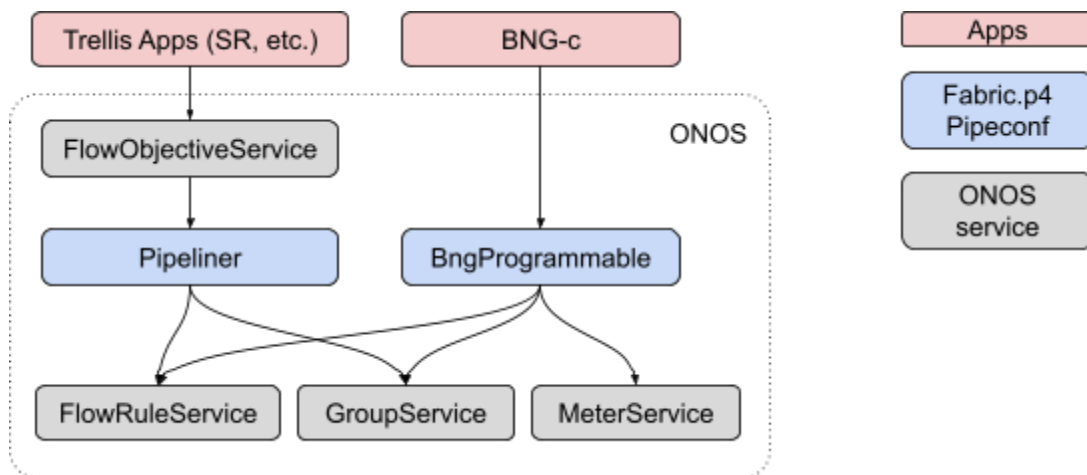 Trellis Apps (SR, etc.)
BNG-c
Apps
Fabric.p4
Pipeconf
ONOS
FlowObjectiveService
ONOS
service
Pipeliner
BngProgrammable
FlowRuleService
GroupService
MeterService